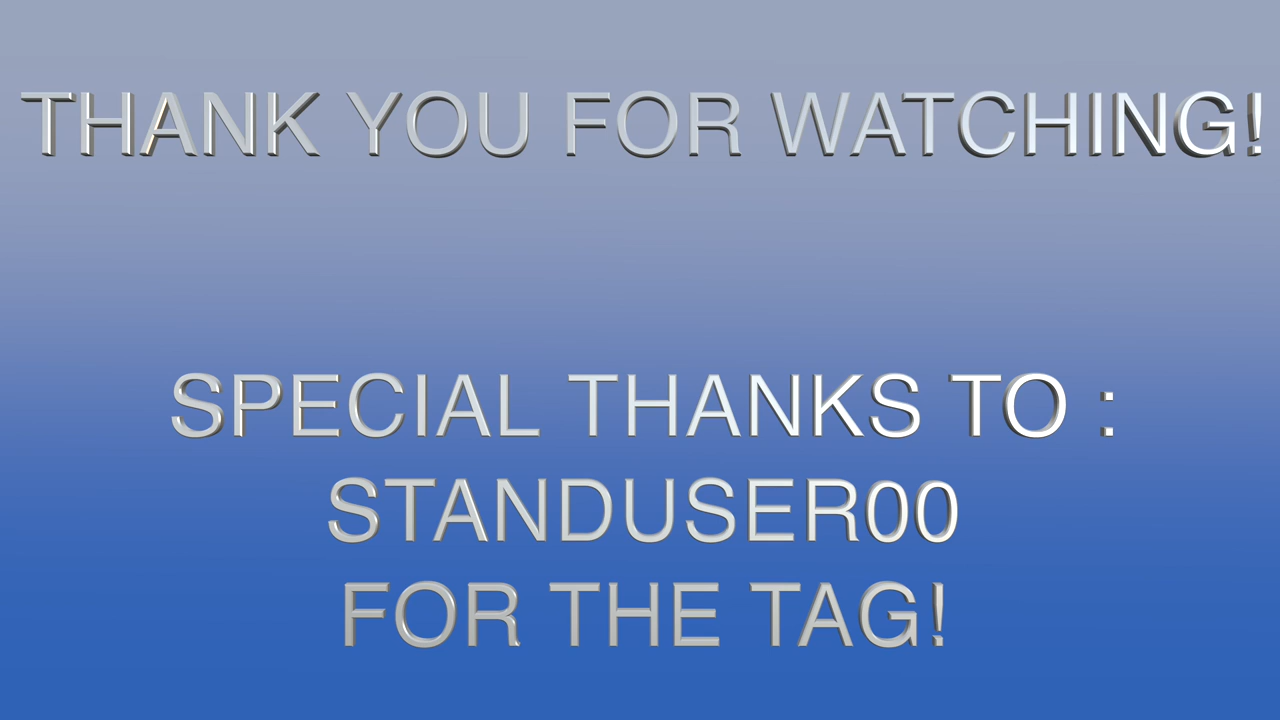 THANK YOU FOR WATCHING!
SPECIAL THANKS TO :
STANDUSER00
FOR THE TAG!